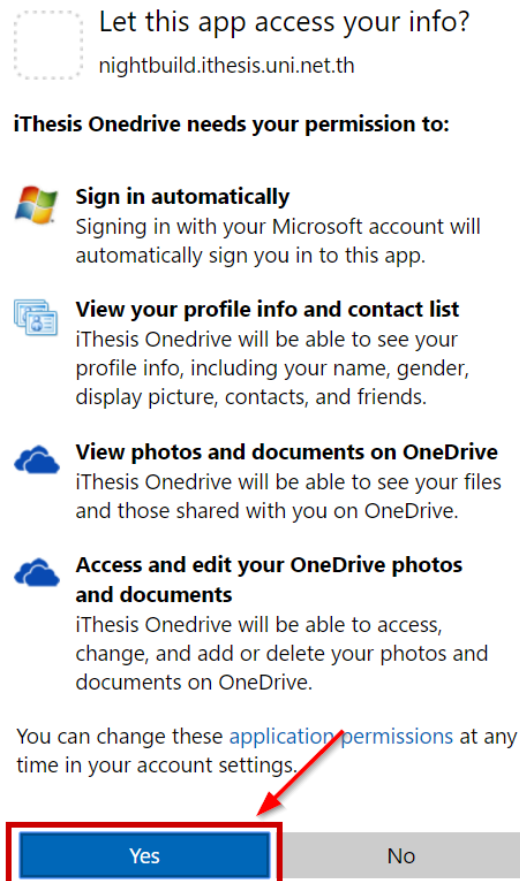 Let this app access your info?
nightbuild.ithesis.uni.net.th
iThesis Onedrive needs your permission to:
Sign in automatically
Signing in with your Microsoft account will
automatically sign you in to this app.
View your profile info and contact list
iThesis Onedrive will be able to see your
profile info, including your name, gender,
display picture, contacts, and friends.
View photos and documents on OneDrive
iThesis Onedrive will be able to see your files
and those shared with you on OneDrive.
Access and edit your OneDrive photos
and documents
iThesis Onedrive will be able to access,
change, and add or delete your photos and
documents on OneDrive.
You can change these application permissions at any
time in your account settings.
Yes
No